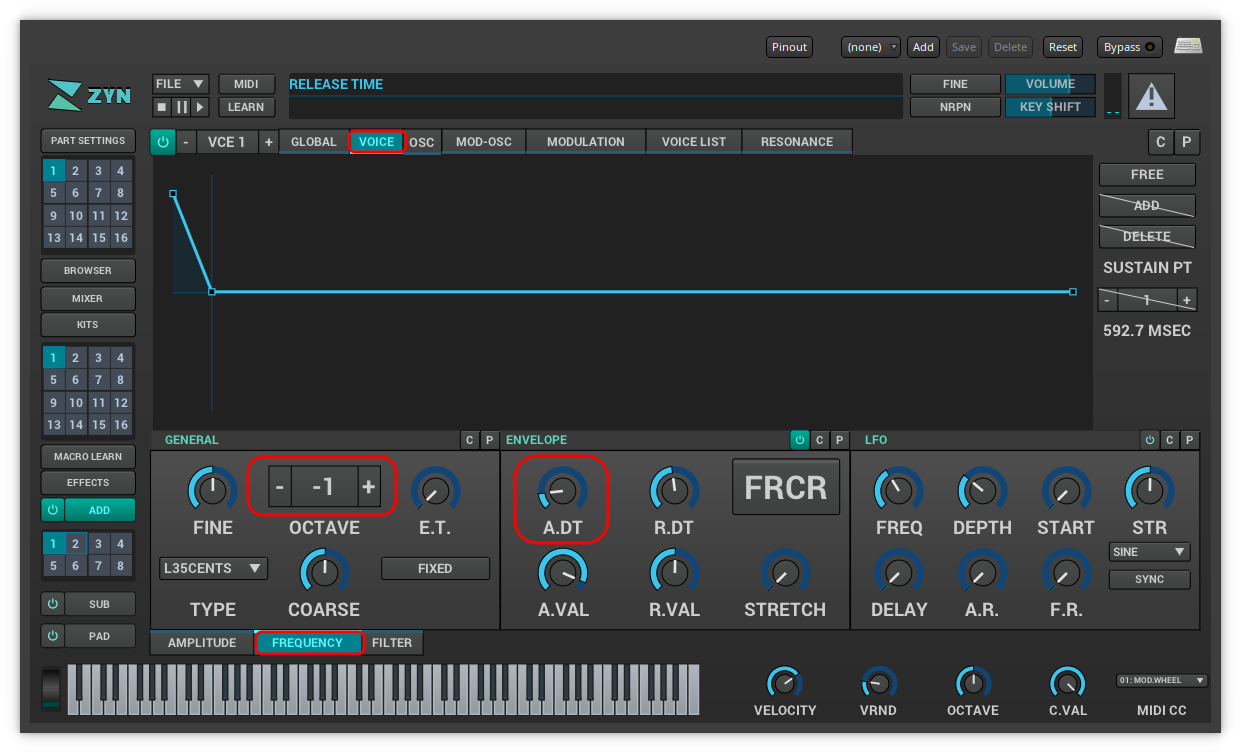 Pinout (none) Add Save Delete Reset Bypass
ZYN FILE MIDI RELEASE TIME FINE VOLUME
LEARN NRPN KEY SHIFT
PART SETTINGS - VCE 1 + GLOBAL VOICE OSC MOD-OSC MODULATION VOICE LIST RESONANCE C P
1 2 3 4
5 6 7 8
9 10 11 12
13 14 15 16
FREE
ADD
DELETE
SUSTAIN PT
- 1 +
592.7 MSEC
BROWSER
MIXER
KITS
1 2 3 4
5 6 7 8
9 10 11 12
13 14 15 16
MACRO LEARN
EFFECTS
ADD
1 2 3 4
5 6 7 8
SUB
PAD
GENERAL C P
- -1 +
FINE OCTAVE E.T.
L35CENTS FIXED
TYPE COARSE
ENVELOPE C P
FRCR
A.DT R.DT
A.VAL R.VAL STRETCH
LFO C P
FREQ DEPTH START STR
SINE
SYNC
DELAY A.R. F.R.
AMPLITUDE FREQUENCY FILTER
01: MOD.WHEEL
VELOCITY VRND OCTAVE C.VAL MIDI CC